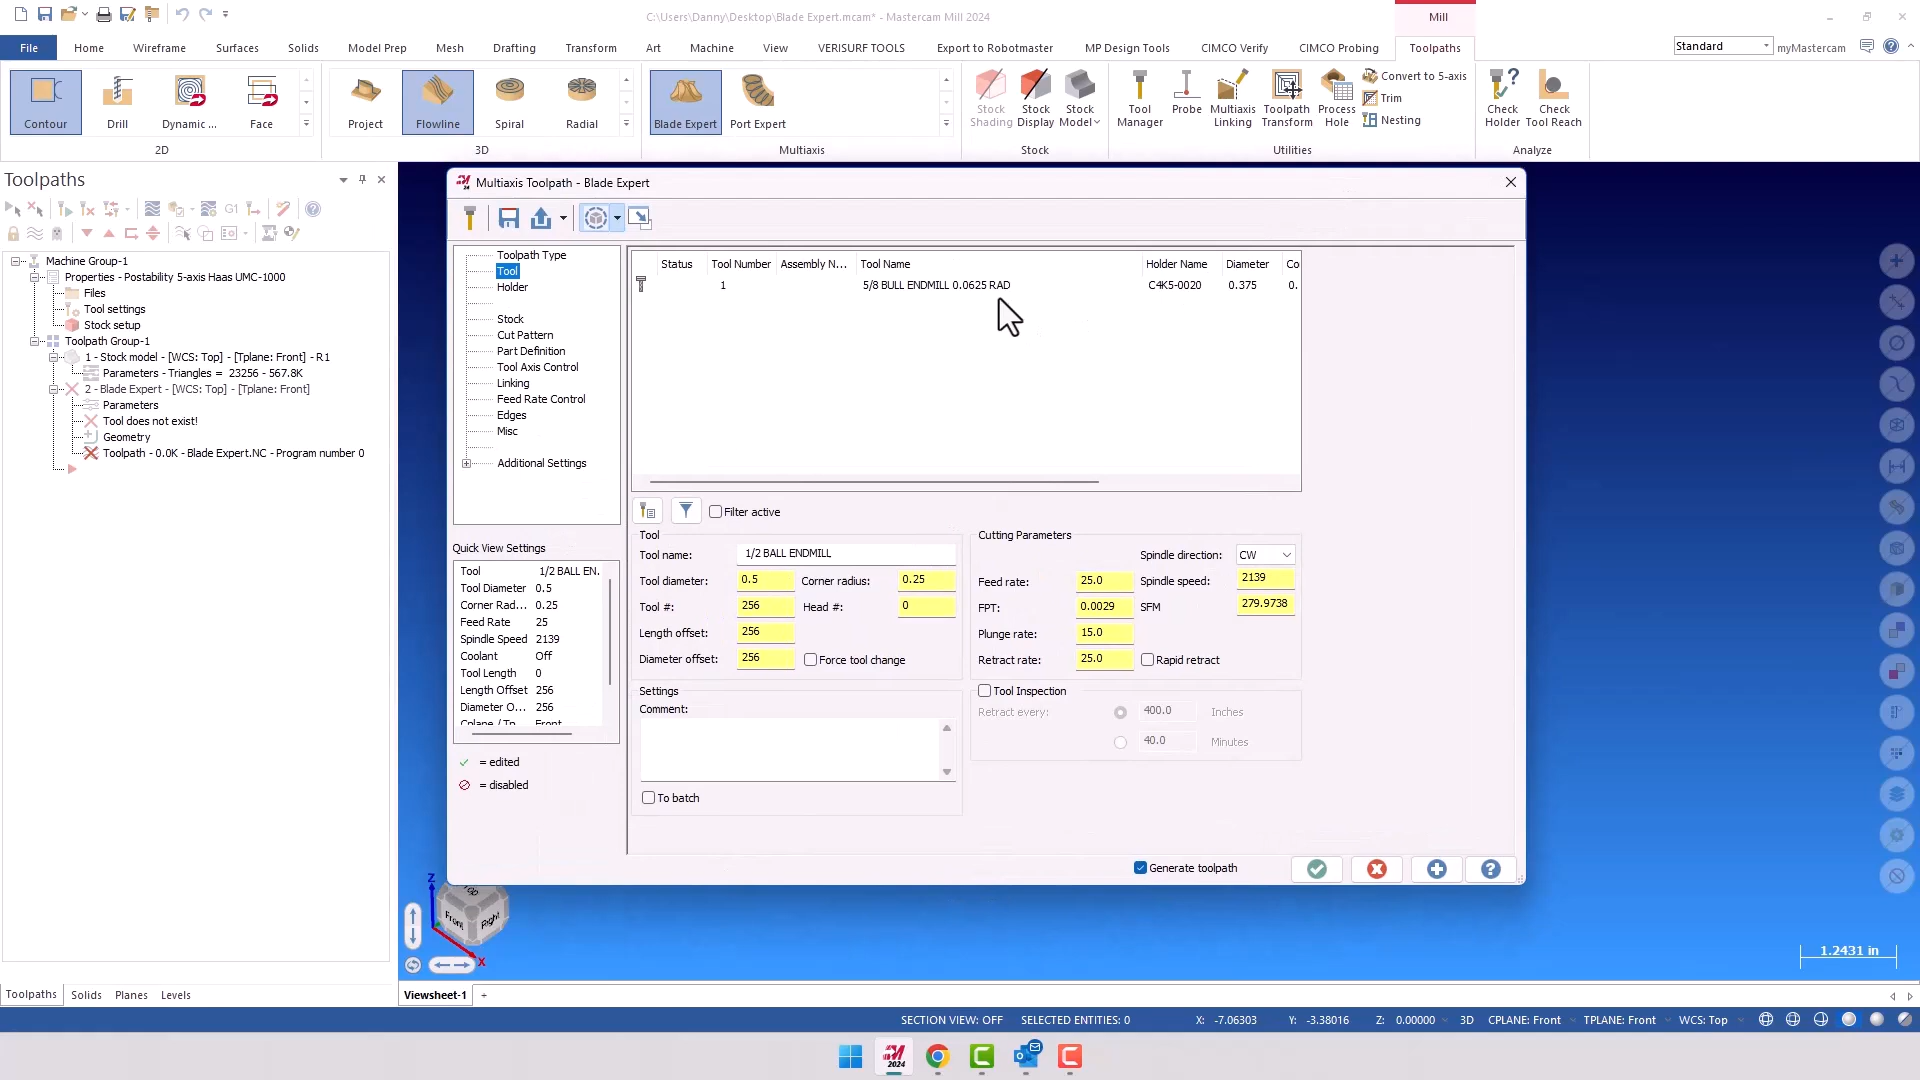 C:\Users\Danny\Desktop\Blade Expert.mcam* - Mastercam Mill 2024
Mill
File Home Wireframe Surfaces Solids Model Prep Mesh Drafting Transform Art Machine View VERISURF TOOLS Export to Robotmaster MP Design Tools CIMCO Verify CIMCO Probing Toolpaths
Standard myMastercam
Contour Drill Dynamic ... Face
2D
Project Flowline Spiral Radial
3D
Blade Expert Port Expert
Multiaxis
Stock Shading Stock Display Stock Model
Stock
Tool Manager Probe Multiaxis Linking Toolpath Transform Process Hole
Convert to 5-axis
Trim
Nesting
Utilities
Check Holder Check Tool Reach
Analyze
Toolpaths
G1
Machine Group-1
Properties - Postability 5-axis Haas UMC-1000
Files
Tool settings
Stock setup
Toolpath Group-1
1 - Stock model - [WCS: Top] - [Tplane: Front] - R1
Parameters - Triangles = 23256 - 567.8K
2 - Blade Expert - [WCS: Top] - [Tplane: Front]
Parameters
Tool does not exist!
Geometry
Toolpath - 0.0K - Blade Expert.NC - Program number 0
Toolpaths Solids Planes Levels
Multiaxis Toolpath - Blade Expert
Toolpath Type
Tool
Holder
Stock
Cut Pattern
Part Definition
Tool Axis Control
Linking
Feed Rate Control
Edges
Misc
Additional Settings
Quick View Settings
Tool 1/2 BALL EN.
Tool Diameter 0.5
Corner Rad... 0.25
Feed Rate 25
Spindle Speed 2139
Coolant Off
Tool Length 0
Length Offset 256
Diameter O... 256
Cplane / Tp... Front
= edited
= disabled
Status Tool Number Assembly N... Tool Name Holder Name Diameter Co
1 5/8 BULL ENDMILL 0.0625 RAD C4K5-0020 0.375 0.
Filter active
Tool
Tool name: 1/2 BALL ENDMILL
Tool diameter: 0.5 Corner radius: 0.25
Tool #: 256 Head #: 0
Length offset: 256
Diameter offset: 256 Force tool change
Settings
Comment:
To batch
Cutting Parameters
Spindle direction: CW
Feed rate: 25.0 Spindle speed: 2139
FPT: 0.0029 SFM 279.9738
Plunge rate: 15.0
Retract rate: 25.0 Rapid retract
Tool Inspection
Retract every: 400.0 Inches
40.0 Minutes
Generate toolpath
Z
Top
Front
Right
X
1.2431 in
Viewsheet-1 +
SECTION VIEW: OFF SELECTED ENTITIES: 0 X: -7.06303 Y: -3.38016 Z: 0.00000 3D CPLANE: Front TPLANE: Front WCS: Top
2024